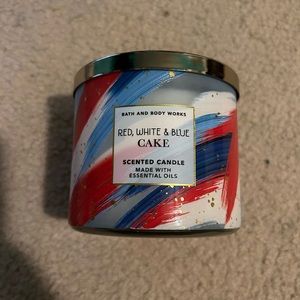 BATH AND BODY WORKS
RED, WHITE & BLUE
CAKE
SCENTED CANDLE
MADE WITH
ESSENTIAL OILS